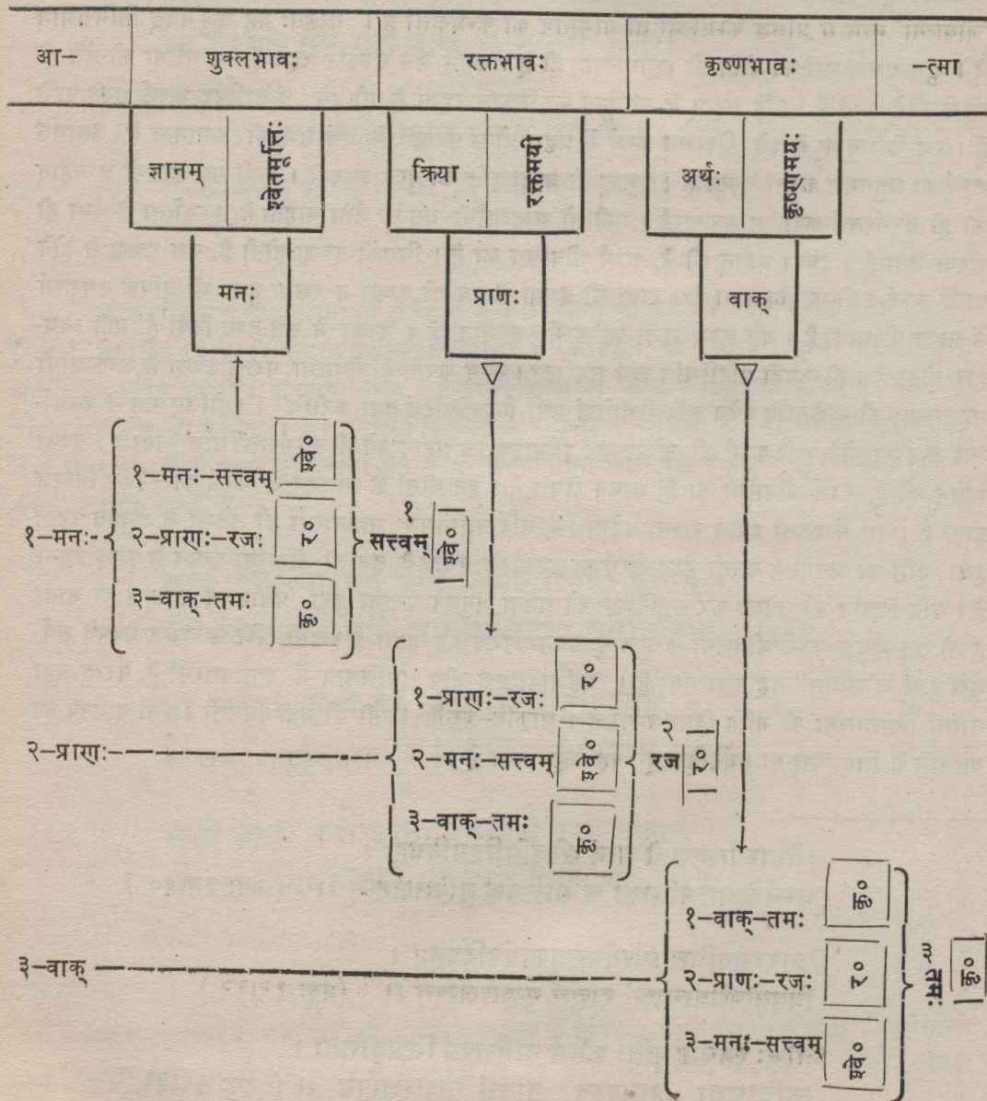 आ- शुक्लभावः रक्तभावः कृष्णभावः -त्मा
ज्ञानम् श्वेतमूर्त्तिः क्रिया रक्तमयी अर्थः कृष्णमयः
मनः प्राणः वाक्
१-मनः-सत्त्वम् श्वे०
२-प्राणः-रजः र०
३-वाक्-तमः कृ०
१-मनः- १ सत्त्वम् श्वे०
१-प्राणः-रजः र०
२-मनः-सत्त्वम् श्वे०
३-वाक्-तमः कृ०
२-प्राणः- २ रज र०
१-वाक्-तमः कृ०
२-प्राणः-रजः र०
३-मनः-सत्त्वम् श्वे०
३-वाक् ३ तमः कृ०